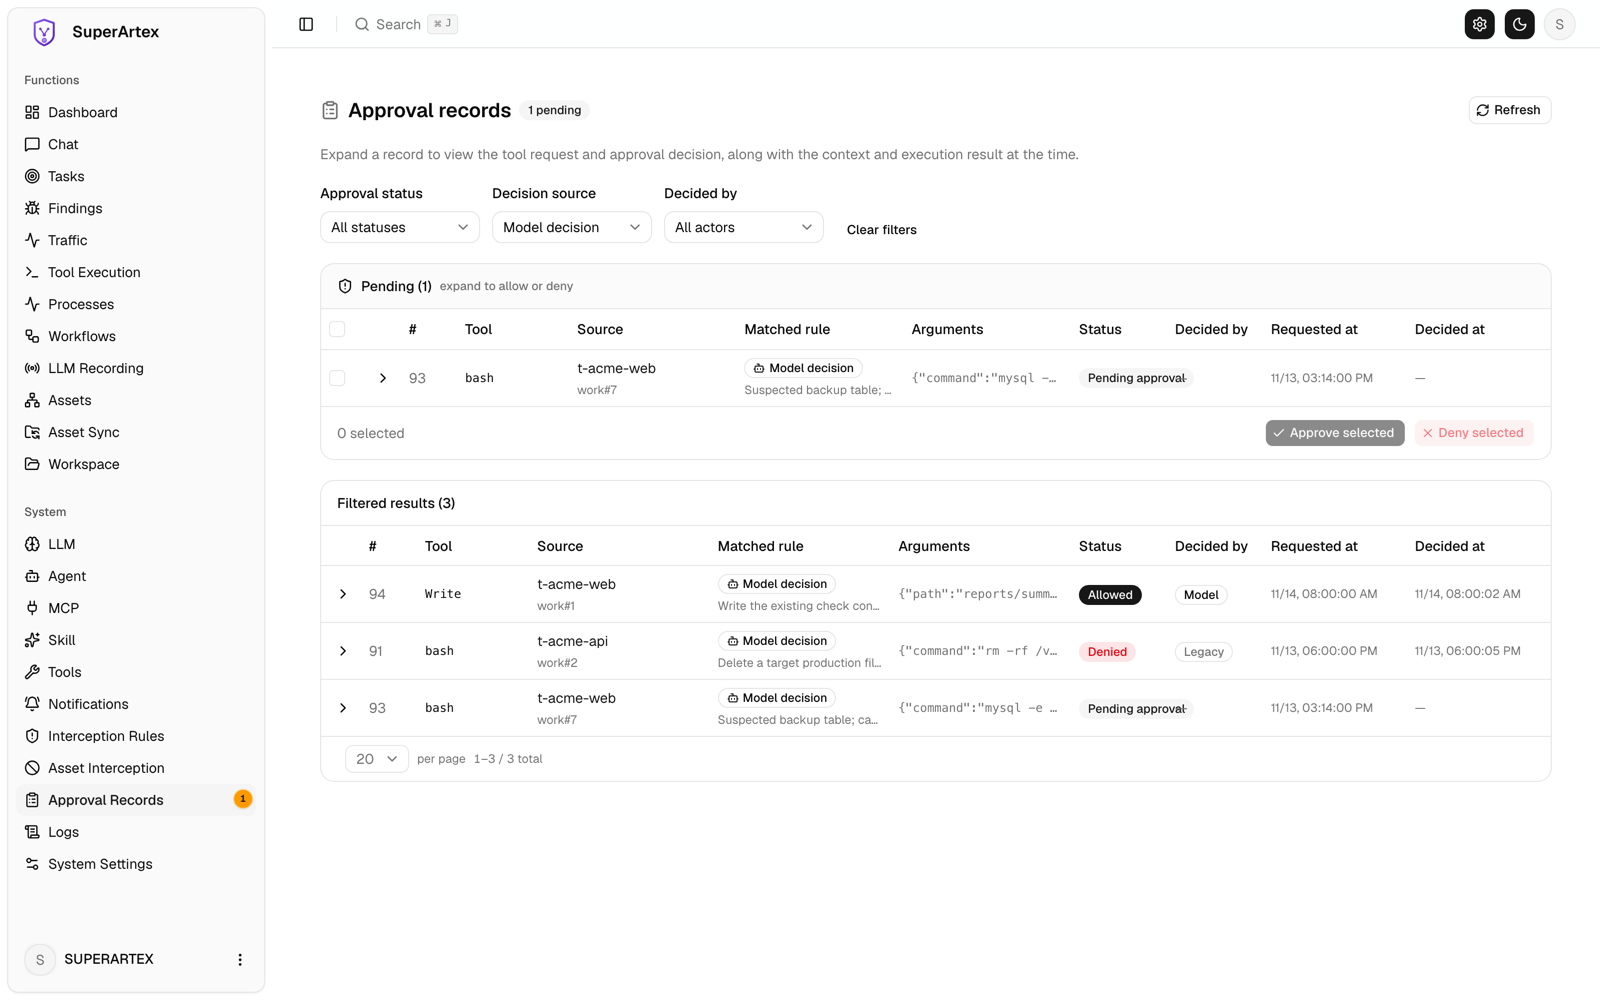 SuperArtex
Search ⌘ J
S
Functions
Dashboard
Chat
Tasks
Findings
Traffic
Tool Execution
Processes
Workflows
LLM Recording
Assets
Asset Sync
Workspace
System
LLM
Agent
MCP
Skill
Tools
Notifications
Interception Rules
Asset Interception
Approval Records 1
Logs
System Settings
S SUPERARTEX
Approval records 1 pending
Refresh
Expand a record to view the tool request and approval decision, along with the context and execution result at the time.
Approval status Decision source Decided by
All statuses Model decision All actors Clear filters
Pending (1) expand to allow or deny
# Tool Source Matched rule Arguments Status Decided by Requested at Decided at
93 bash t-acme-web Model decision {"command":"mysql -… Pending approval 11/13, 03:14:00 PM —
work#7 Suspected backup table; …
0 selected Approve selected Deny selected
Filtered results (3)
# Tool Source Matched rule Arguments Status Decided by Requested at Decided at
94 Write t-acme-web Model decision {"path":"reports/summ… Allowed Model 11/14, 08:00:00 AM 11/14, 08:00:02 AM
work#1 Write the existing check con…
91 bash t-acme-api Model decision {"command":"rm -rf /v… Denied Legacy 11/13, 06:00:00 PM 11/13, 06:00:05 PM
work#2 Delete a target production fil…
93 bash t-acme-web Model decision {"command":"mysql -e … Pending approval 11/13, 03:14:00 PM —
work#7 Suspected backup table; ca…
20 per page 1–3 / 3 total